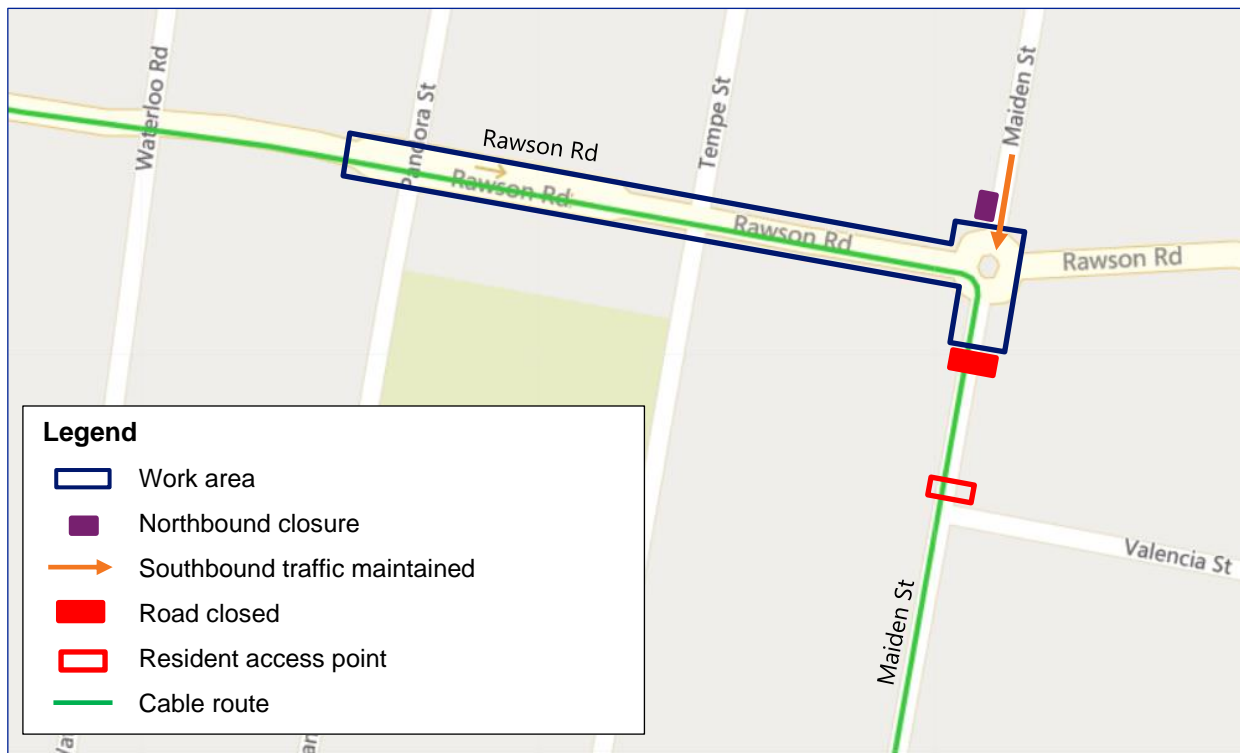 Waterloo Rd
Pandora St
Tempe St
Maiden St
Rawson Rd
Rawson Rd
Rawson Rd
Rawson Rd
Valencia St
Maiden St
Legend
Work area
Northbound closure
Southbound traffic maintained
Road closed
Resident access point
Cable route